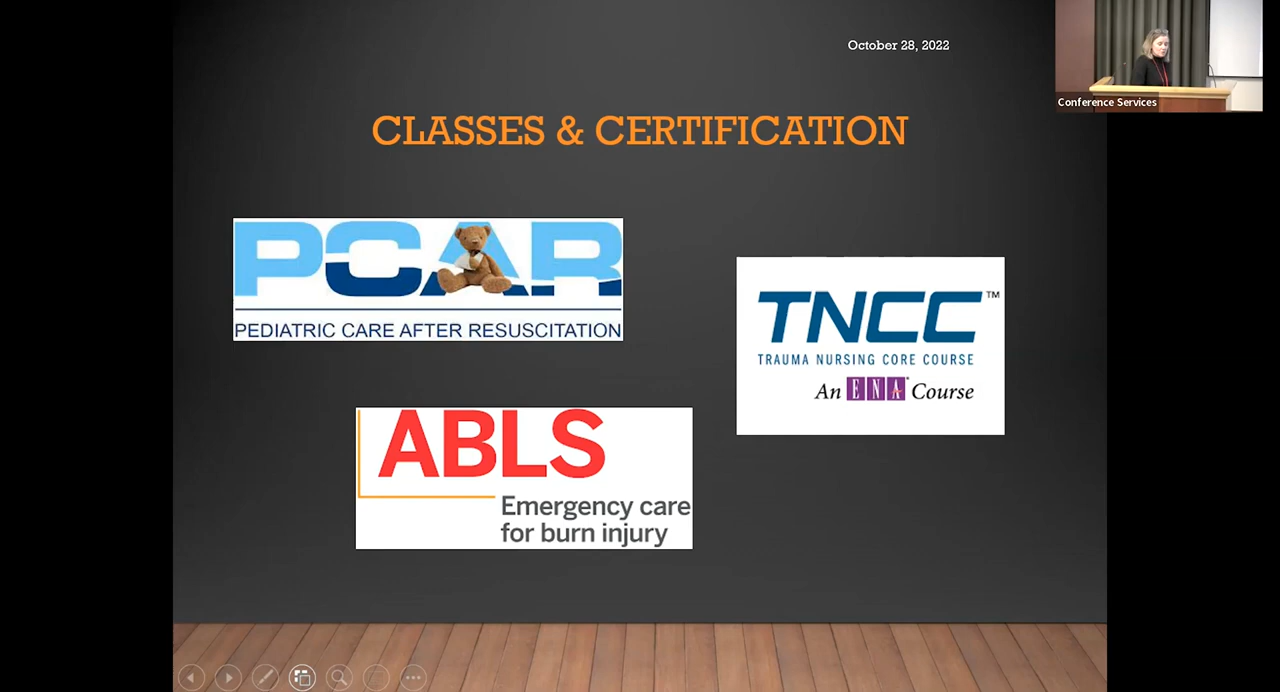 October 28, 2022
Conference Services
CLASSES & CERTIFICATION
PCAR
PEDIATRIC CARE AFTER RESUSCITATION
TNCC™
TRAUMA NURSING CORE COURSE
An ENA Course
ABLS
Emergency care
for burn injury